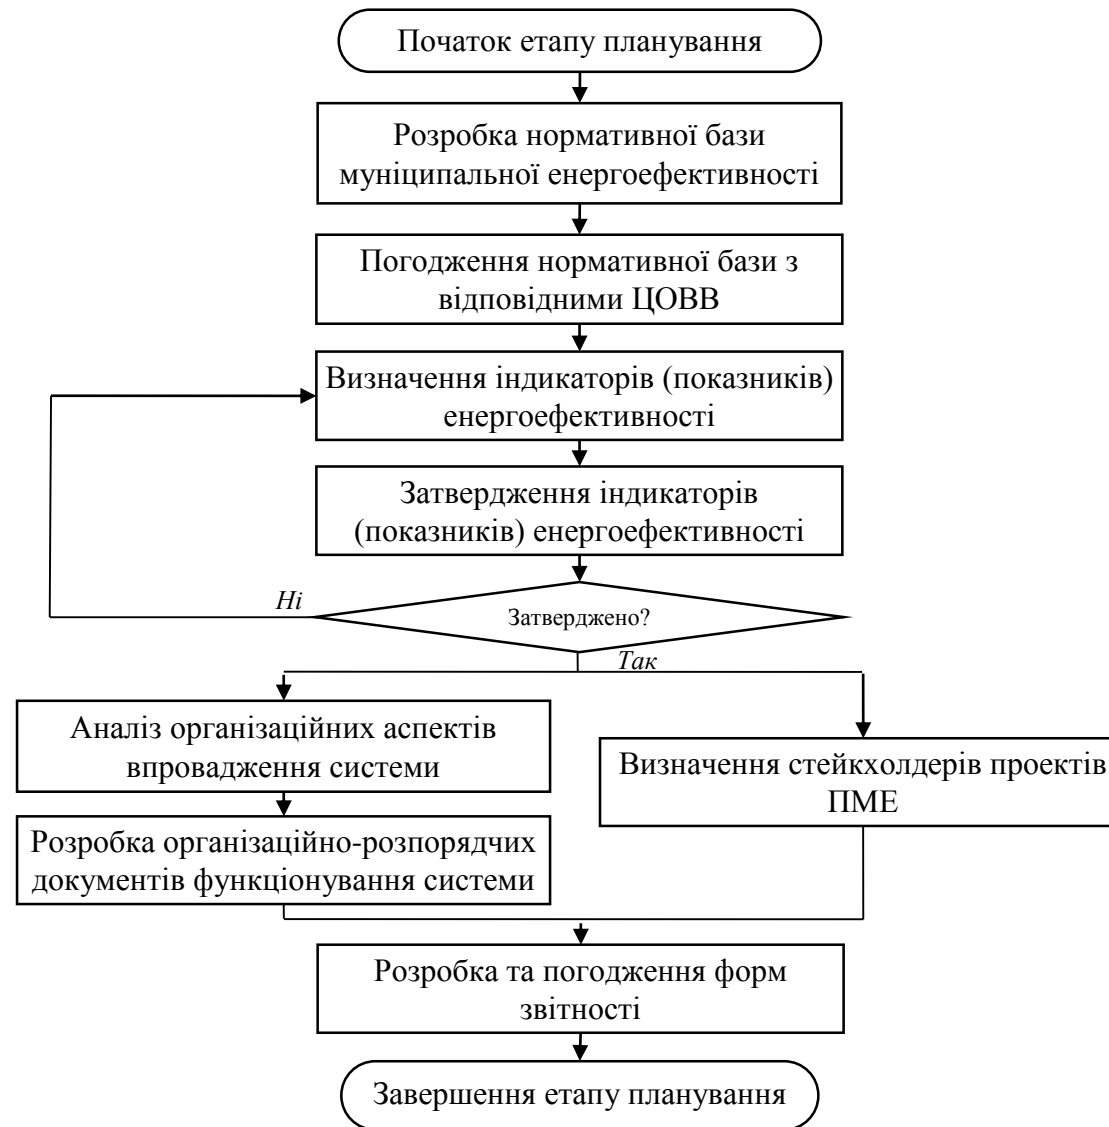 Початок етапу планування
Розробка нормативної бази
муніципальної енергоефективності
Погодження нормативної бази з
відповідними ЦОВВ
Визначення індикаторів (показників)
енергоефективності
Затвердження індикаторів
(показників) енергоефективності
Ні
Затверджено?
Так
Аналіз організаційних аспектів
впровадження системи
Визначення стейкхолдерів проектів
ПМЕ
Розробка організаційно-розпорядчих
документів функціонування системи
Розробка та погодження форм
звітності
Завершення етапу планування